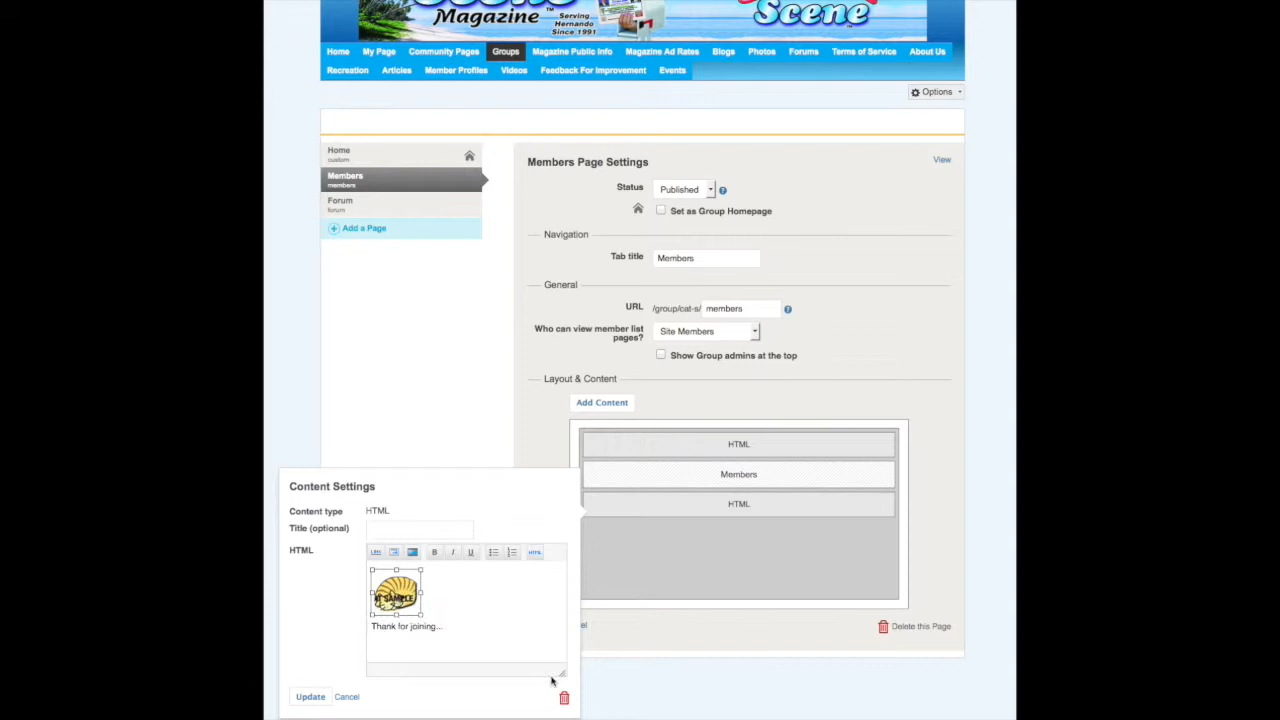 Magazine™
Serving
Hernando
Since 1991
Scene
Home My Page Community Pages Groups Magazine Public Info Magazine Ad Rates Blogs Photos Forums Terms of Service About Us
Recreation Articles Member Profiles Videos Feedback For Improvement Events
Options
Home
custom
Members
members
Forum
forum
Add a Page
Members Page Settings
View
Status Published
Set as Group Homepage
Navigation
Tab title Members
General
URL /group/cat-s/ members
Who can view member list pages? Site Members
Show Group admins at the top
Layout & Content
Add Content
HTML
Members
HTML
Delete this Page
Content Settings
Content type HTML
Title (optional)
HTML
B I U HTML
SAMPLE
Thank for joining...
Update Cancel